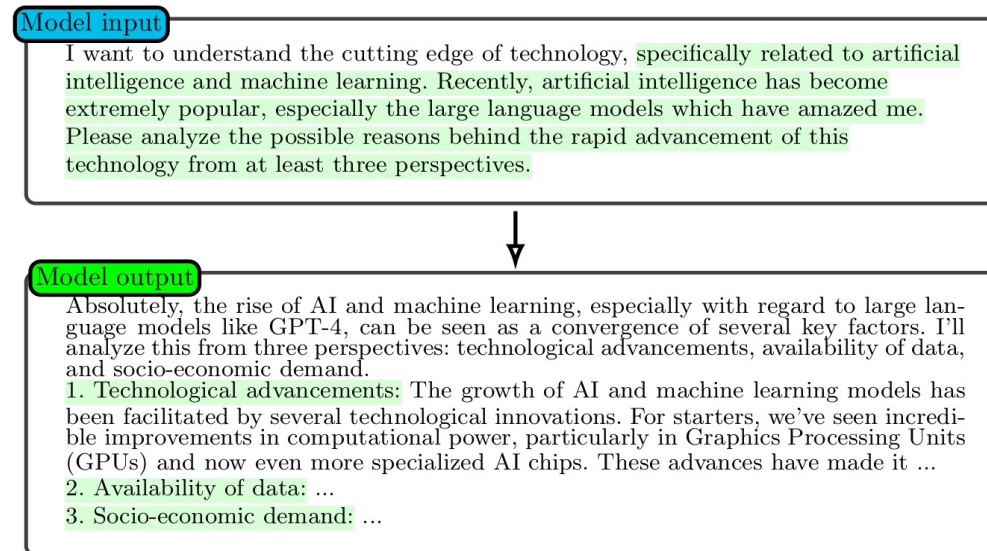 Model input
I want to understand the cutting edge of technology, specifically related to artificial
intelligence and machine learning. Recently, artificial intelligence has become
extremely popular, especially the large language models which have amazed me.
Please analyze the possible reasons behind the rapid advancement of this
technology from at least three perspectives.
Model output
Absolutely, the rise of AI and machine learning, especially with regard to large lan-
guage models like GPT-4, can be seen as a convergence of several key factors. I'll
analyze this from three perspectives: technological advancements, availability of data,
and socio-economic demand.
1. Technological advancements: The growth of AI and machine learning models has
been facilitated by several technological innovations. For starters, we've seen incredi-
ble improvements in computational power, particularly in Graphics Processing Units
(GPUs) and now even more specialized AI chips. These advances have made it ...
2. Availability of data: ...
3. Socio-economic demand: ...